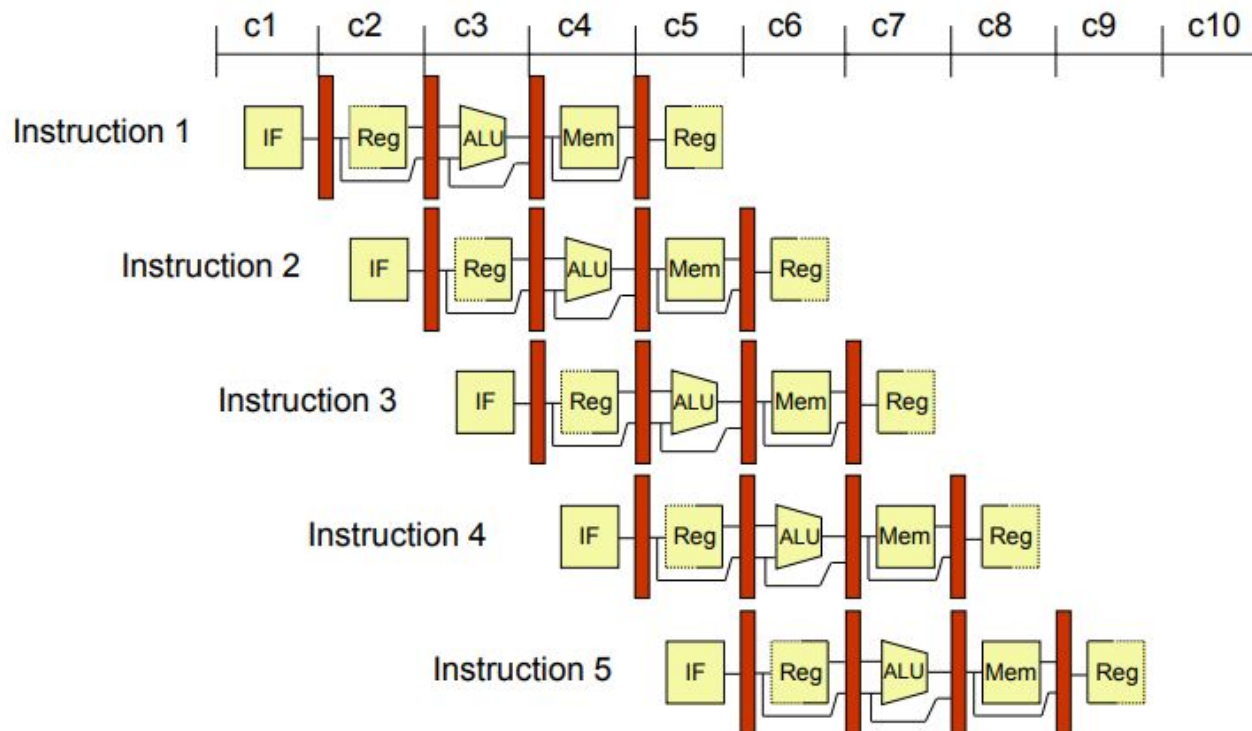 c1 c2 c3 c4 c5 c6 c7 c8 c9 c10
Instruction 1 IF Reg ALU Mem Reg
Instruction 2 IF Reg ALU Mem Reg
Instruction 3 IF Reg ALU Mem Reg
Instruction 4 IF Reg ALU Mem Reg
Instruction 5 IF Reg ALU Mem Reg